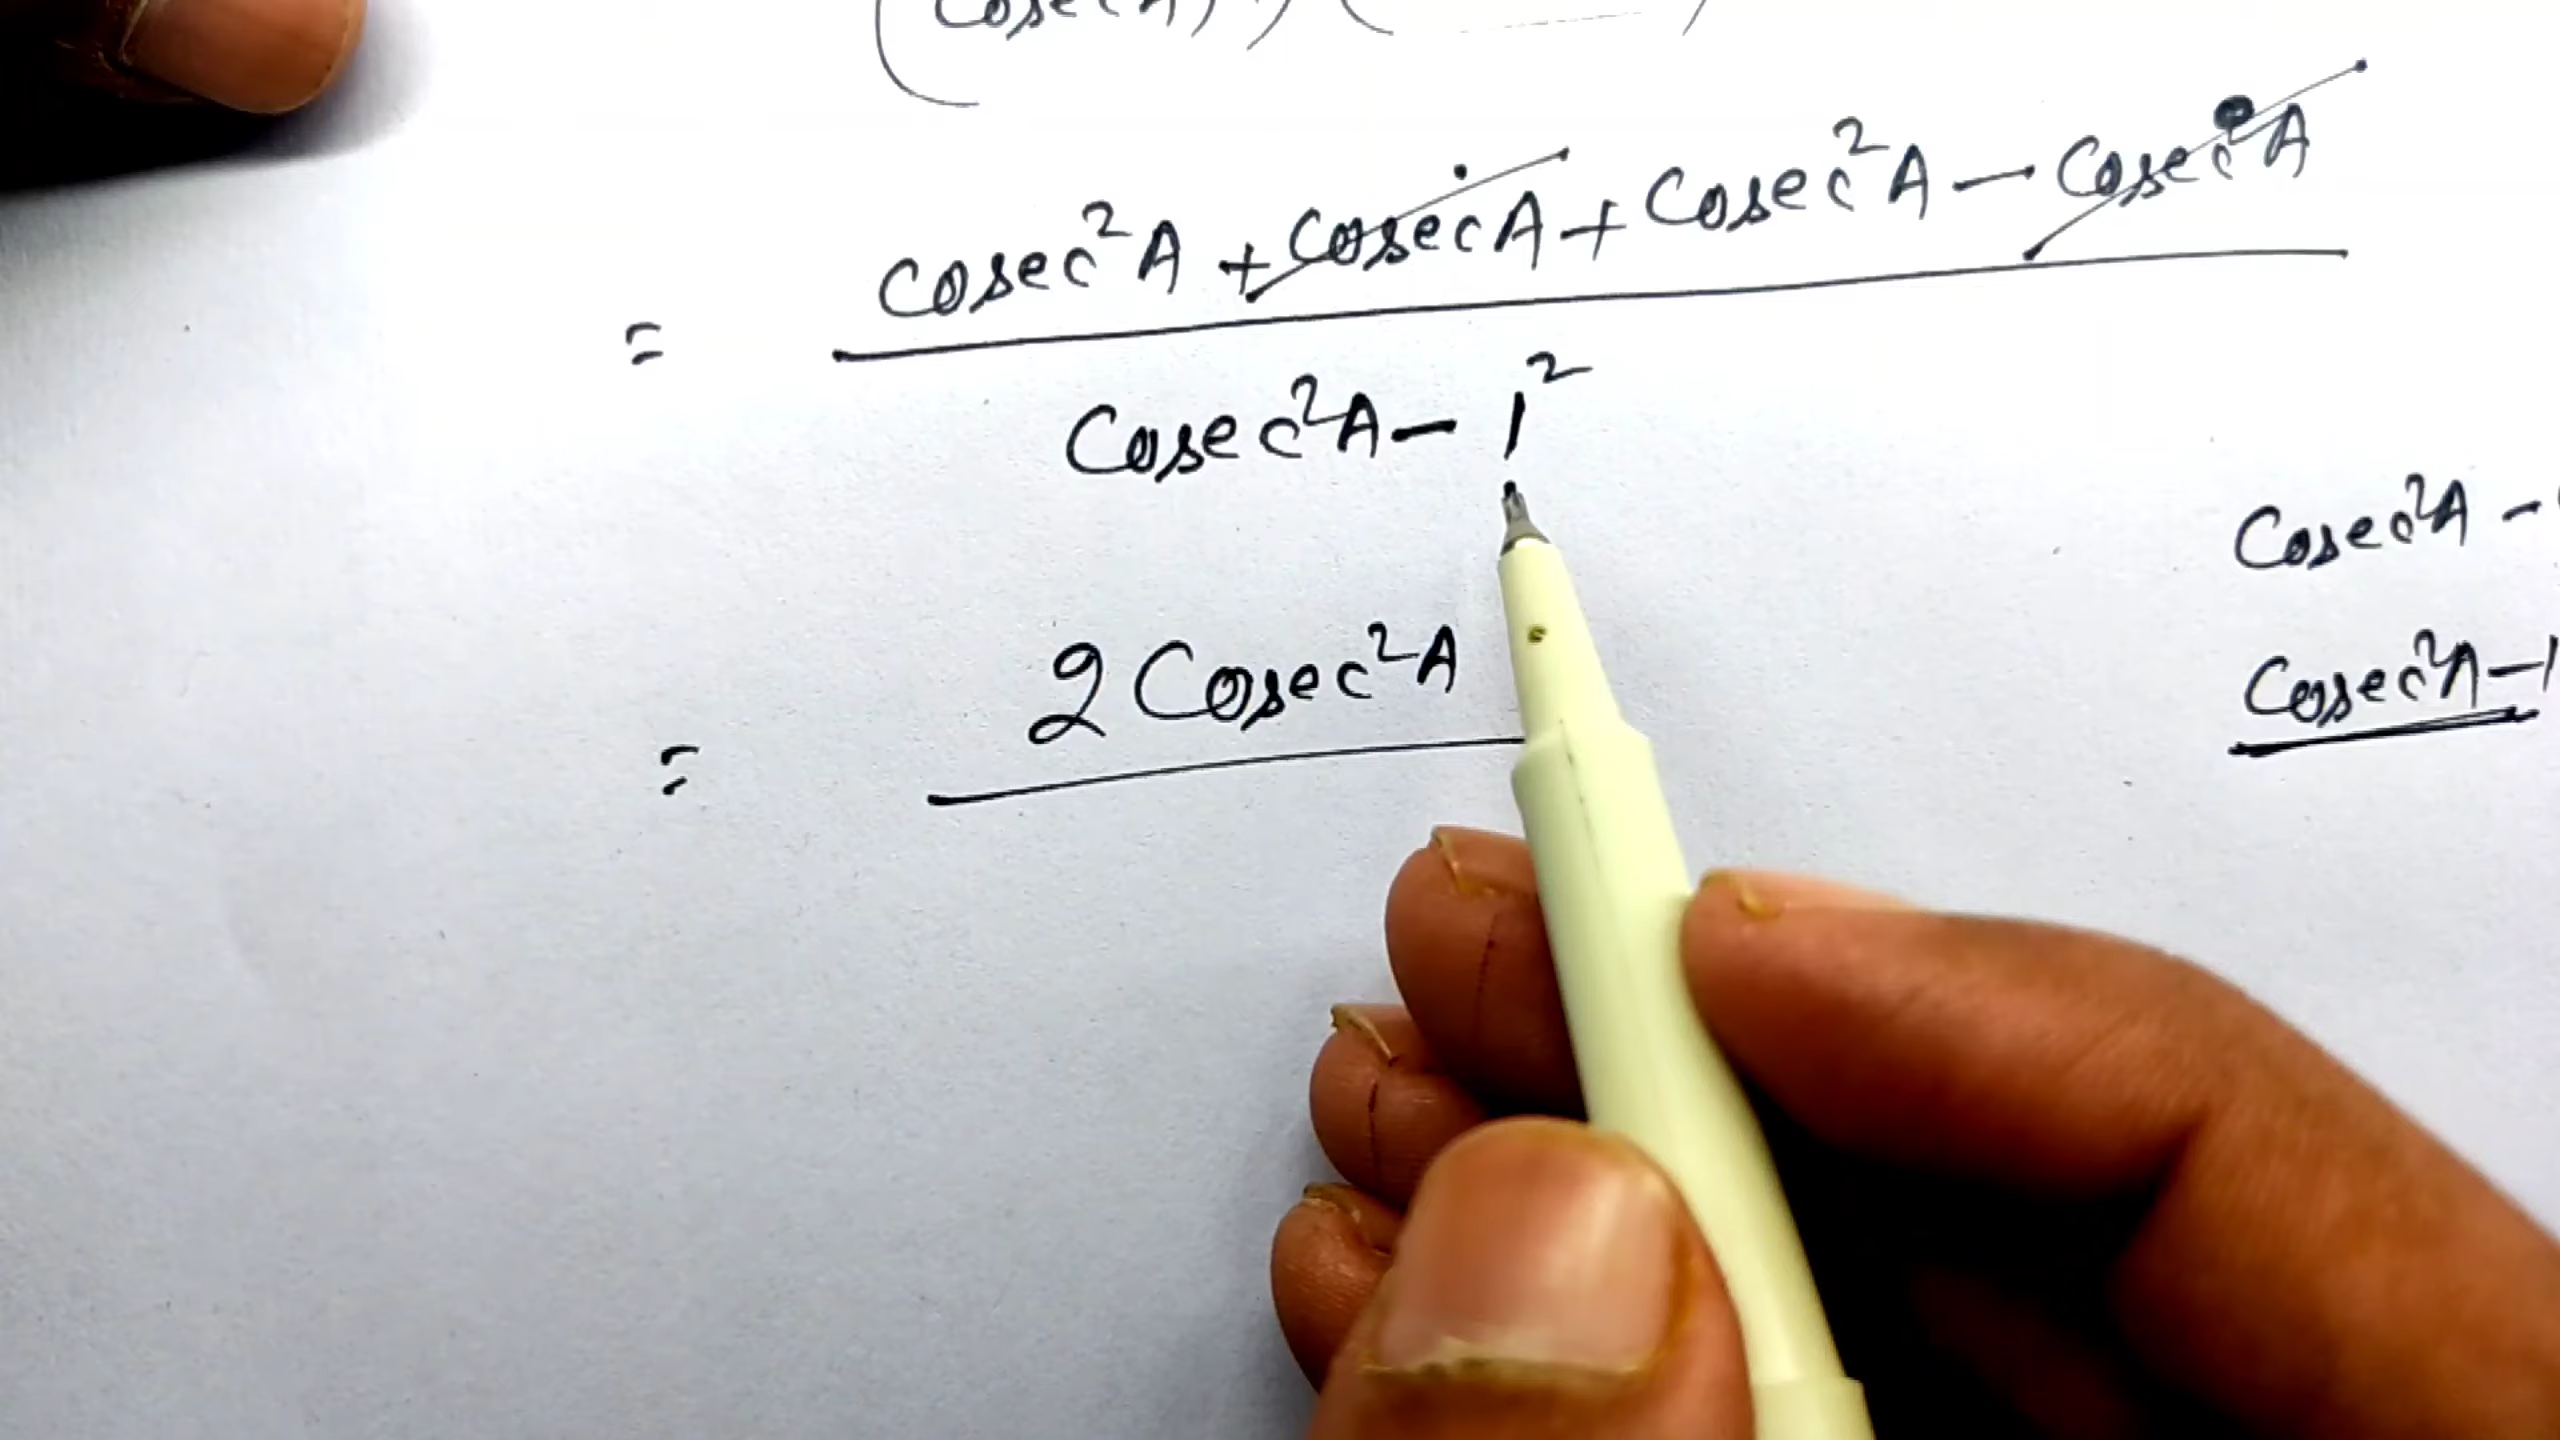 = cosec²A + cosecA + Cosec²A − CosecA
Cosec²A − 1²
Cosec²A −
= 2 Cosec²A
Cosec²A − 1